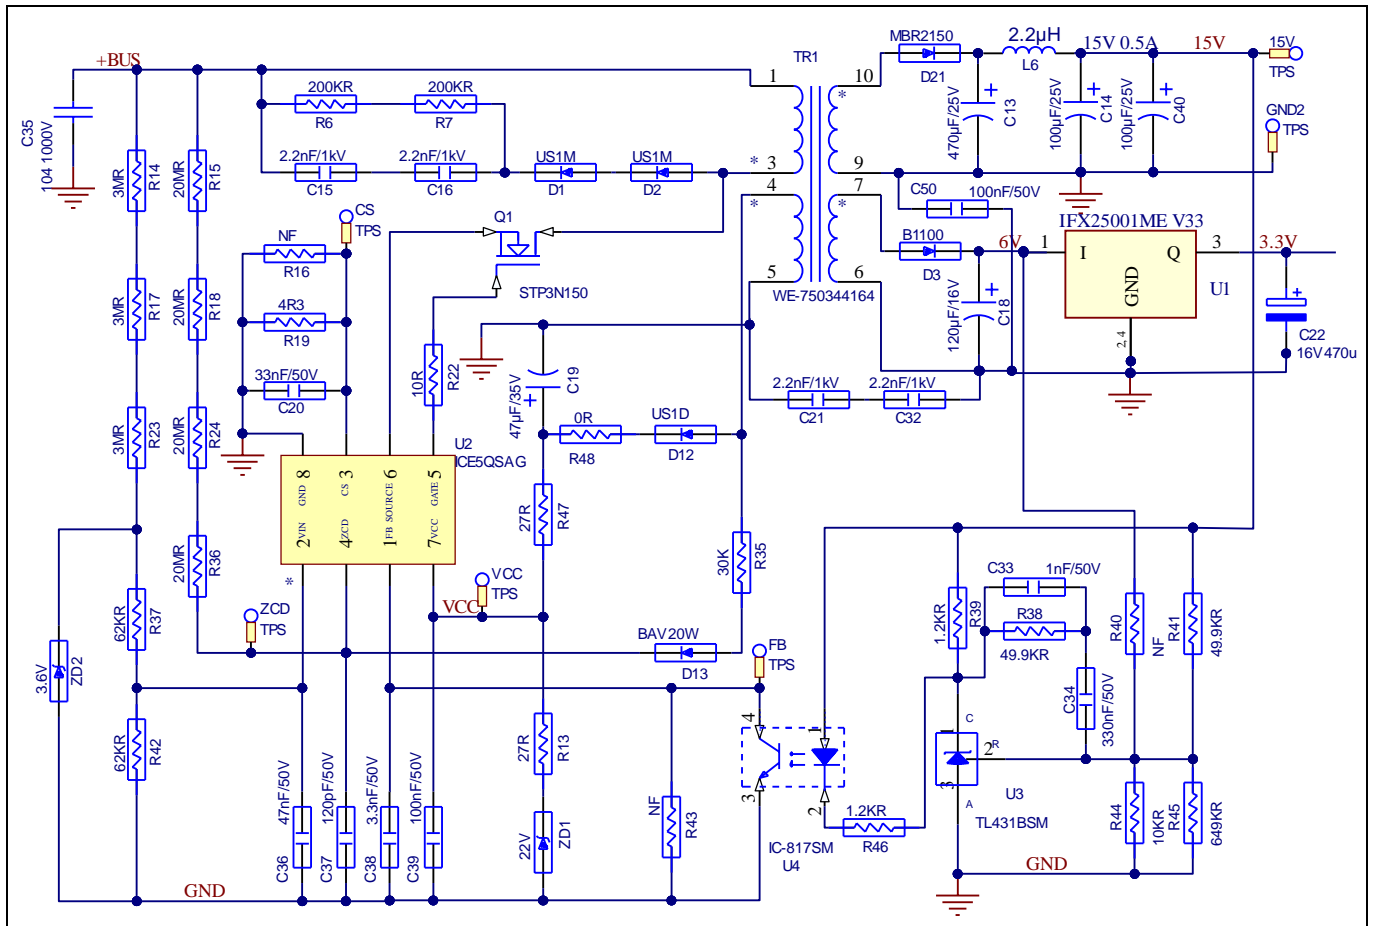 +BUS
C35
104 1000V
3MR
R14
20MR
R15
200KR
R6
200KR
R7
2.2nF/1kV
C15
2.2nF/1kV
C16
US1M
D1
US1M
D2
TR1
1
3
4
5
10
9
7
6
*
*
*
WE-750344164
MBR2150
D21
2.2µH
L6
15V 0.5A
15V
15V
TPS
GND2
TPS
470µF/25V
C13
100µF/25V
C14
100µF/25V
C40
C50
100nF/50V
B1100
D3
6V
120µF/16V
C18
IFX25001ME V33
1
I
Q
3
GND
2, 4
U1
3.3V
C22
16V470u
CS
TPS
NF
R16
4R3
R19
33nF/50V
C20
3MR
R17
20MR
R18
3MR
R23
20MR
R24
20MR
R36
Q1
STP3N150
10R
R22
47µF/35V
C19
0R
R48
US1D
D12
2.2nF/1kV
C21
2.2nF/1kV
C32
U2
ICE5QSAG
8
GND
3
CS
6
SOURCE
5
GATE
2
VIN
4
ZCD
1
FB
7
VCC
*
27R
R47
30K
R35
VCC
VCC
TPS
ZCD
TPS
BAV20W
D13
FB
TPS
62KR
R37
3.6V
ZD2
62KR
R42
47nF/50V
C36
120pF/50V
C37
3.3nF/50V
C38
100nF/50V
C39
27R
R13
22V
ZD1
NF
R43
GND
4
3
1
2
IC-817SM
U4
1.2KR
R46
1.2KR
R39
C33
1nF/50V
R38
49.9KR
C34
330nF/50V
R40
NF
R41
49.9KR
1
C
2
R
3
A
U3
TL431BSM
R44
10KR
R45
649KR
GND